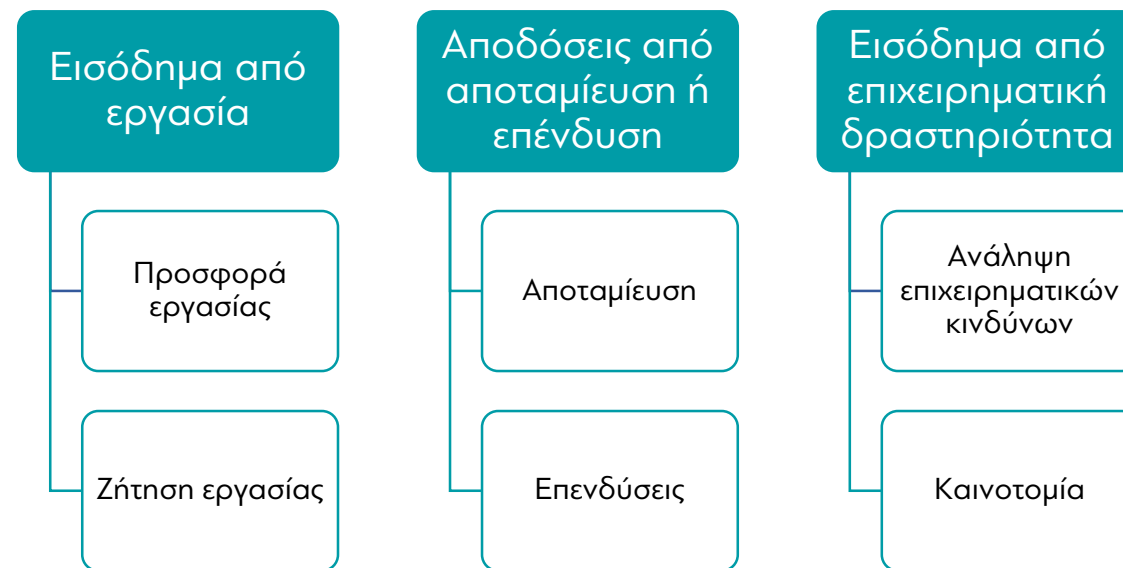 Εισόδημα από
εργασία
Προσφορά
εργασίας
Ζήτηση εργασίας
Αποδόσεις από
αποταμίευση ή
επένδυση
Αποταμίευση
Επενδύσεις
Εισόδημα από
επιχειρηματική
δραστηριότητα
Ανάληψη
επιχειρηματικών
κινδύνων
Καινοτομία